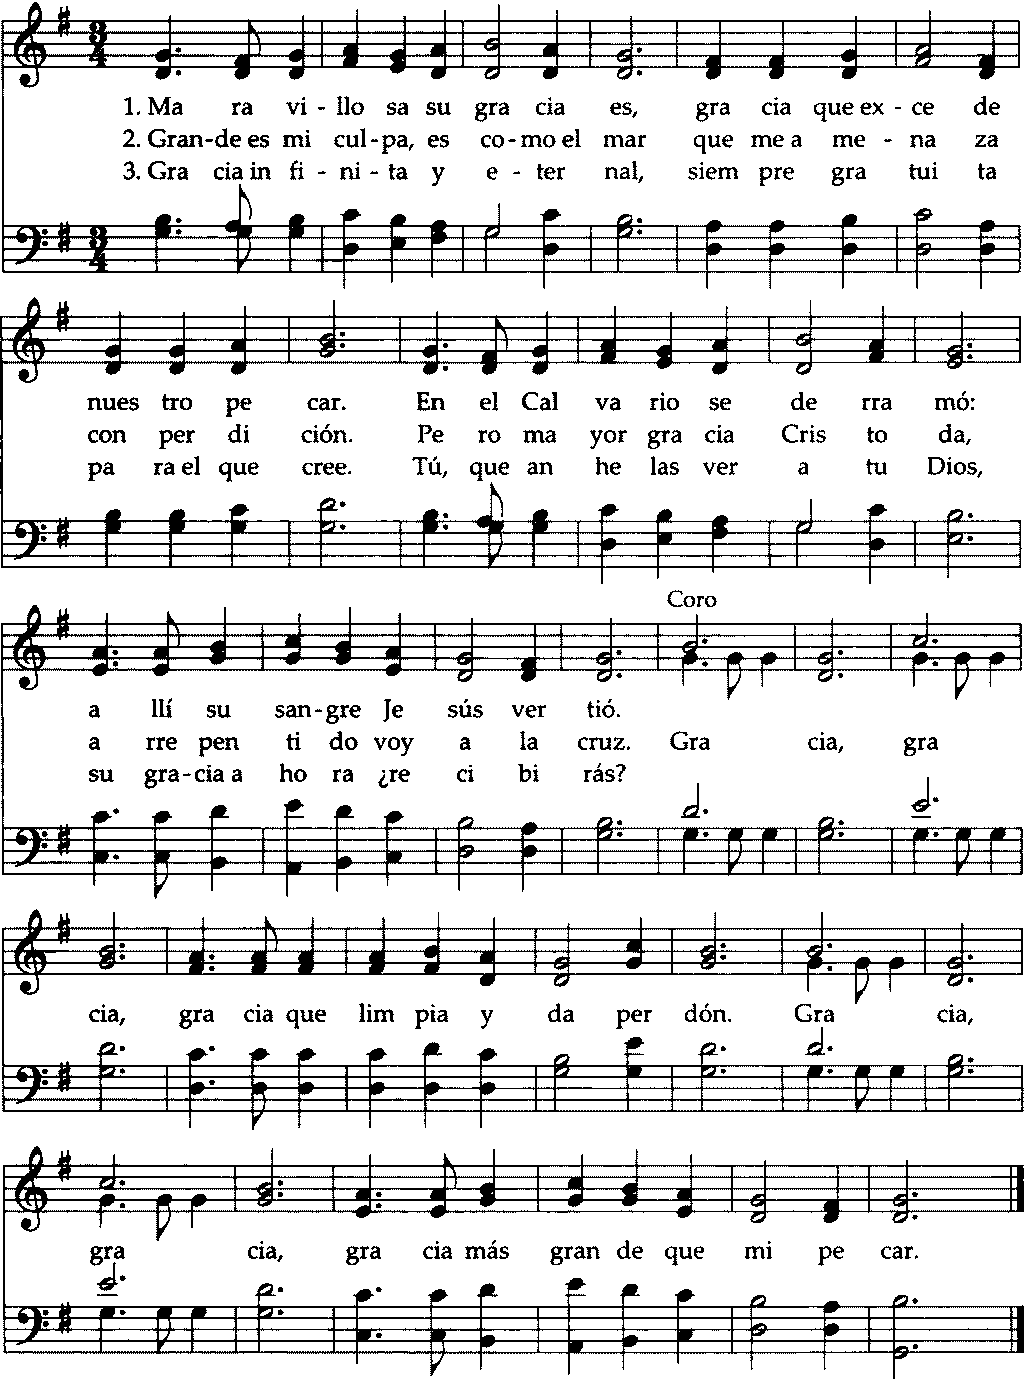 1. Ma ra vi - llo sa su gra cia es, gra cia que ex - ce de
2. Gran-de es mi cul-pa, es co-mo el mar que me a me - na za
3. Gra cia in fi - ni - ta y e - ter nal, siem pre gra tui ta
nues tro pe car. En el Cal va rio se de rra mó:
con per di ción. Pe ro ma yor gra cia Cris to da,
pa ra el que cree. Tú, que an he las ver a tu Dios,
Coro
a llí su san-gre Je sús ver tió.
a rre pen ti do voy a la cruz. Gra cia, gra
su gra-cia a ho ra ¿re ci bi rás?
cia, gra cia que lim pia y da per dón. Gra cia,
gra cia, gra cia más gran de que mi pe car.